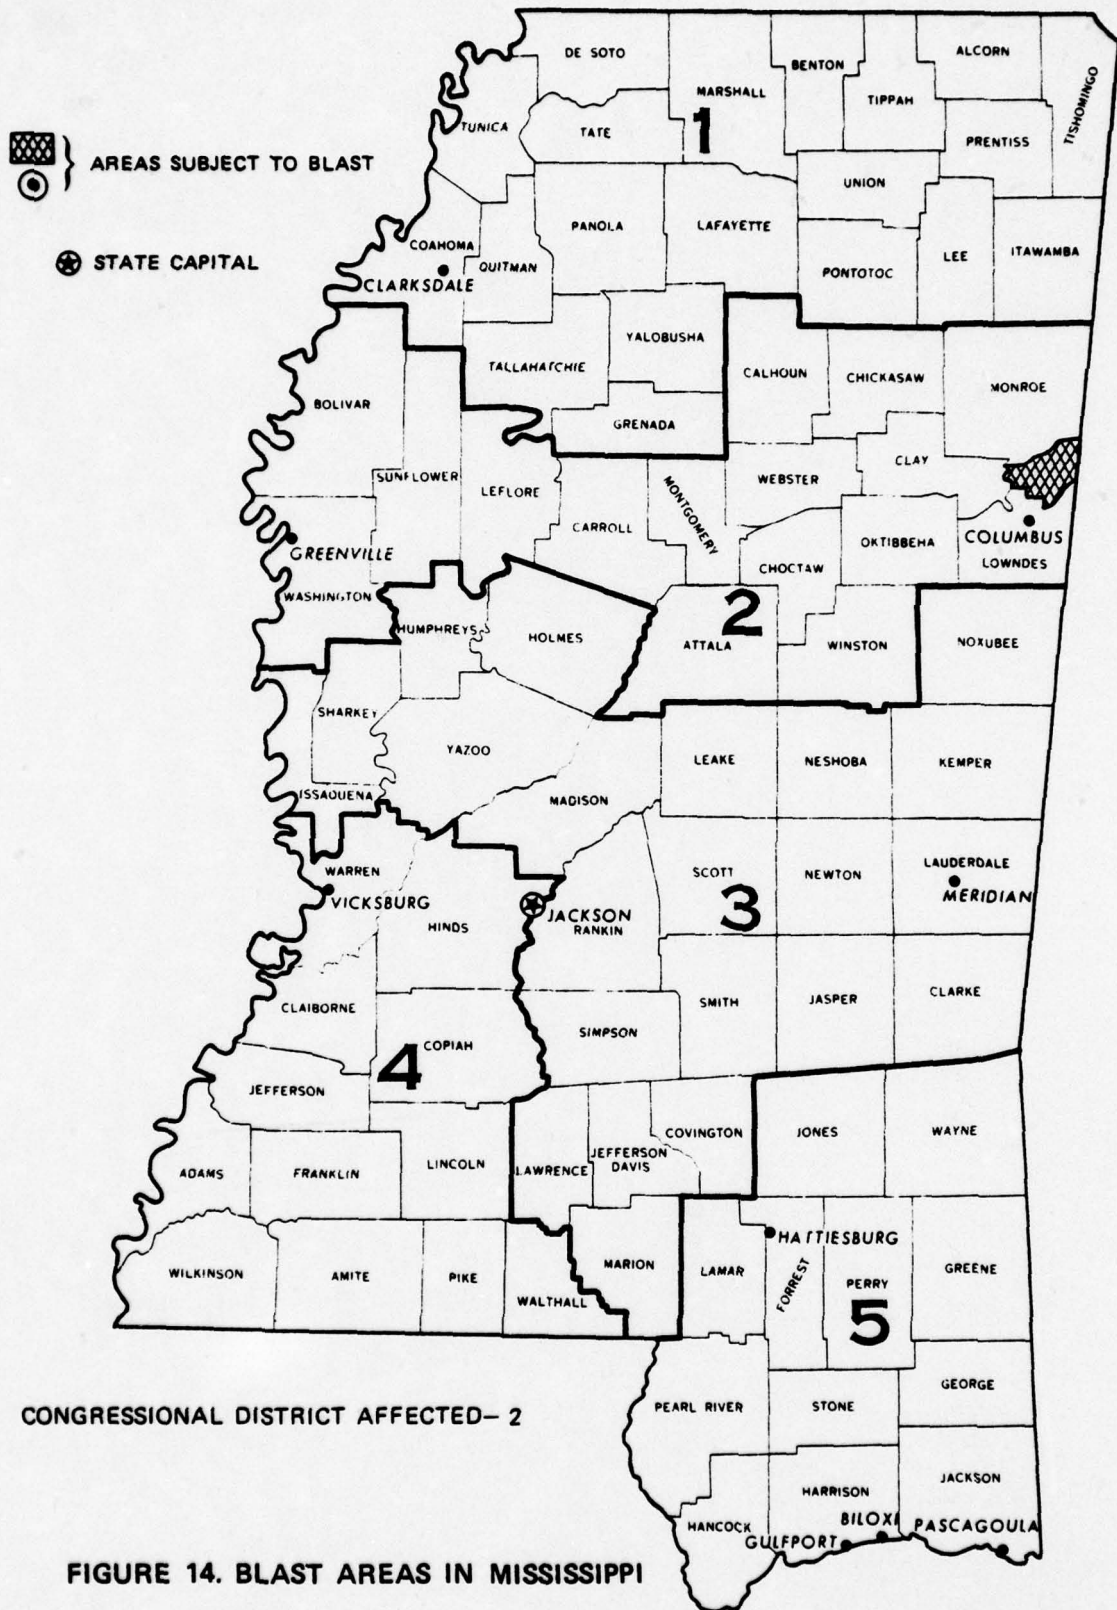 AREAS SUBJECT TO BLAST
STATE CAPITAL
DE SOTO
BENTON
ALCORN
TISHOMINGO
MARSHALL
TIPPAH
TUNICA
TATE
1
PRENTISS
UNION
PANOLA
LAFAYETTE
COAHOMA
QUITMAN
PONTOTOC
LEE
ITAWAMBA
CLARKSDALE
YALOBUSHA
TALLAHATCHIE
CALHOUN
CHICKASAW
MONROE
BOLIVAR
GRENADA
SUNFLOWER
LEFLORE
MONTGOMERY
WEBSTER
CLAY
CARROLL
OKTIBBEHA
COLUMBUS
LOWNDES
GREENVILLE
CHOCTAW
WASHINGTON
HUMPHREYS
HOLMES
2
ATTALA
WINSTON
NOXUBEE
SHARKEY
YAZOO
LEAKE
NESHOBA
KEMPER
ISSAQUENA
MADISON
WARREN
SCOTT
NEWTON
LAUDERDALE
VICKSBURG
MERIDIAN
3
HINDS
JACKSON
RANKIN
CLAIBORNE
SMITH
JASPER
CLARKE
COPIAH
SIMPSON
4
JEFFERSON
COVINGTON
JONES
WAYNE
ADAMS
FRANKLIN
LINCOLN
LAWRENCE
JEFFERSON
DAVIS
HATTIESBURG
WILKINSON
AMITE
PIKE
WALTHALL
MARION
LAMAR
FORREST
PERRY
GREENE
5
PEARL RIVER
STONE
GEORGE
CONGRESSIONAL DISTRICT AFFECTED– 2
HARRISON
JACKSON
HANCOCK
GULFPORT
BILOXI
PASCAGOULA
FIGURE 14. BLAST AREAS IN MISSISSIPPI